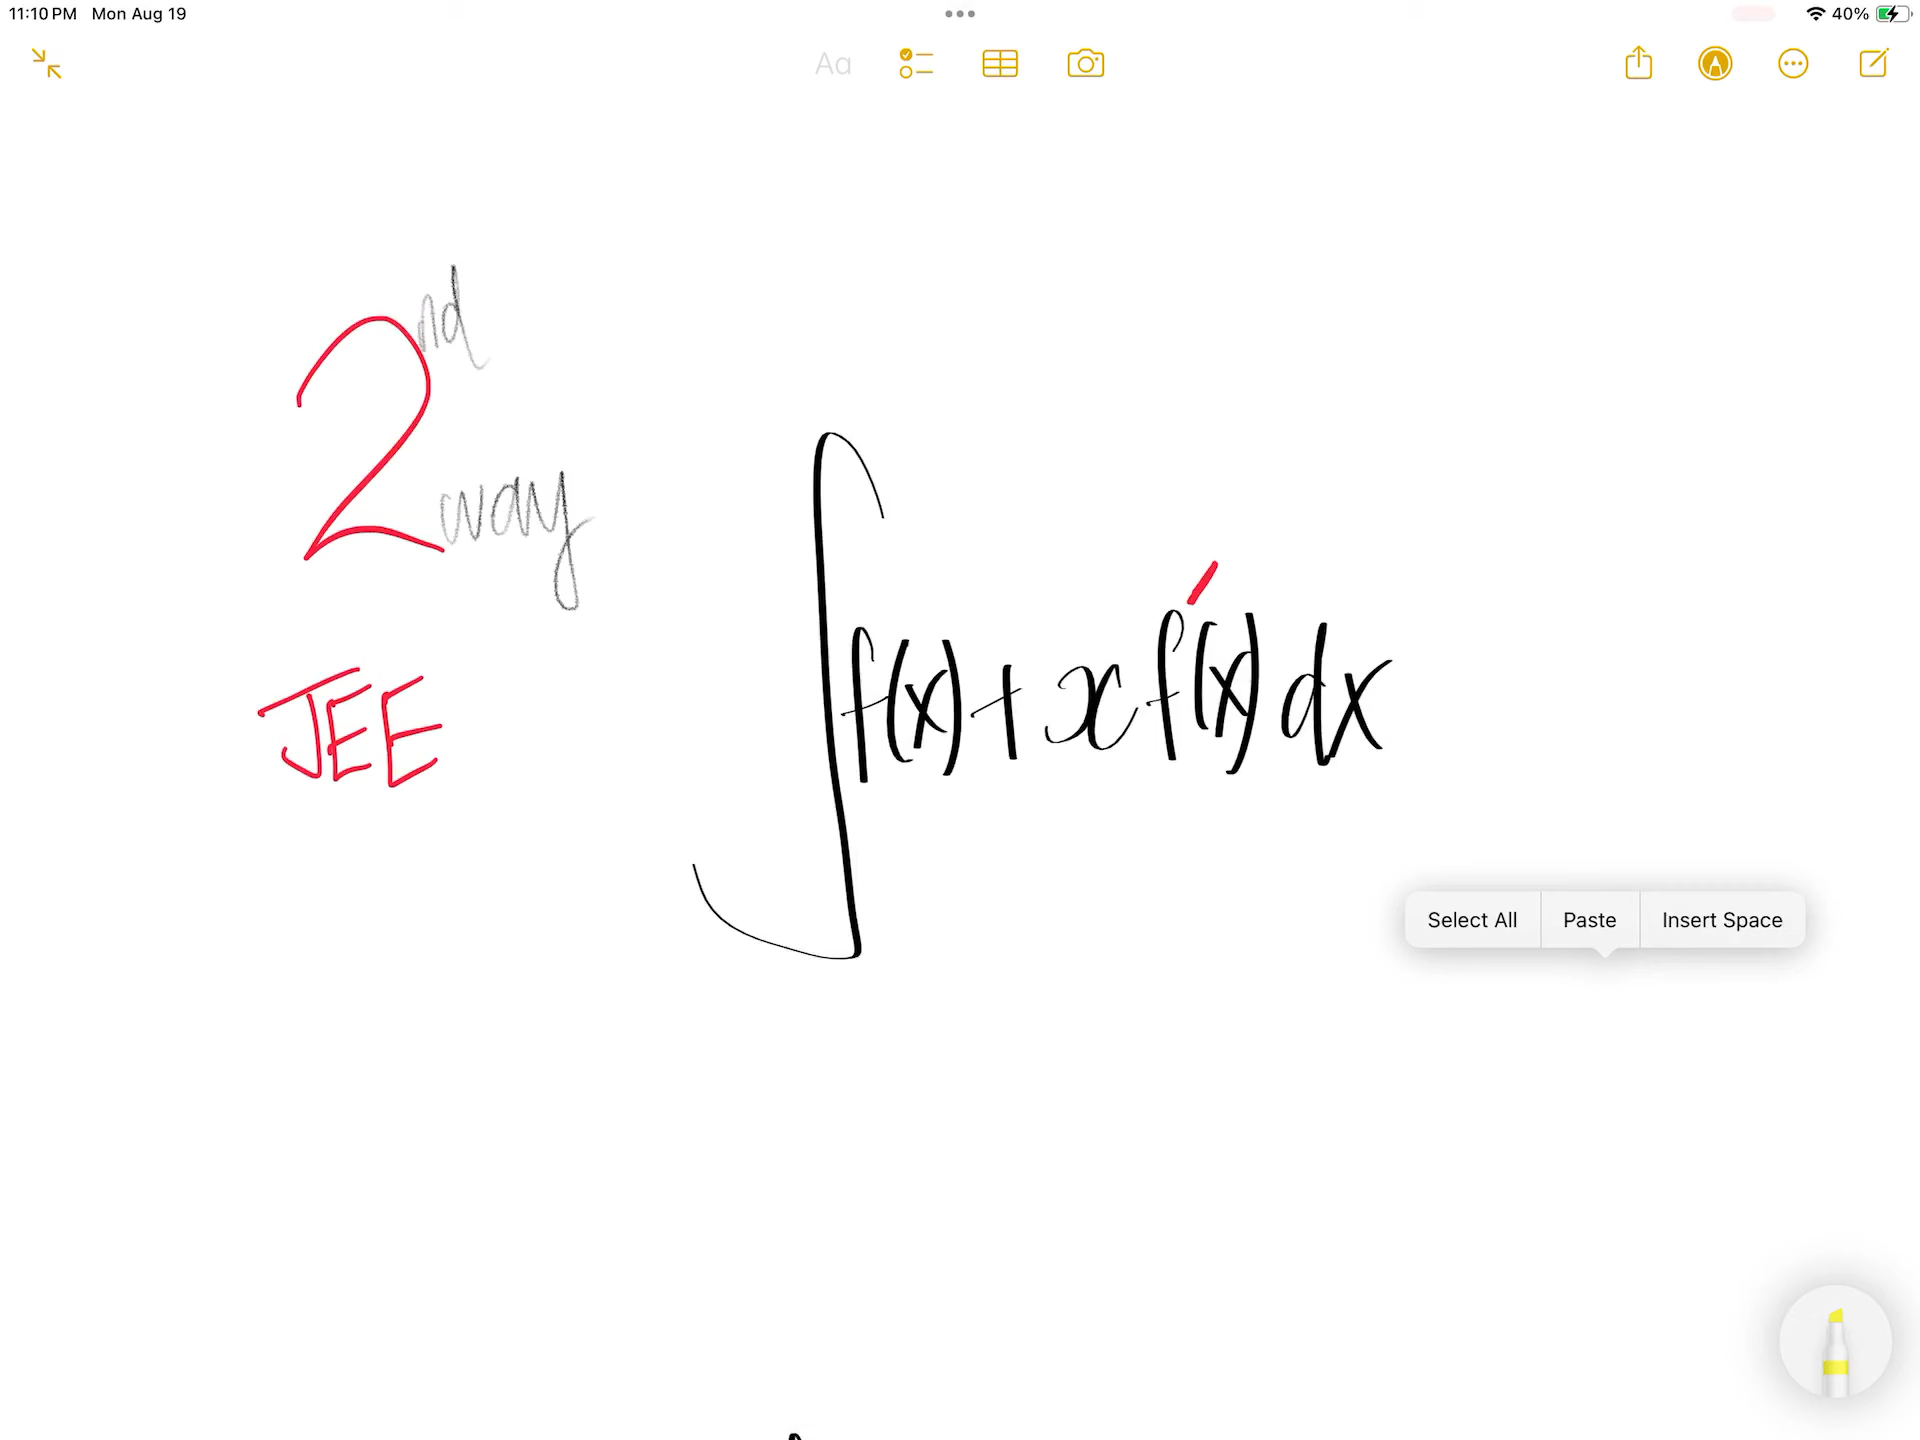 11:10 PM Mon Aug 19
40%
Aa
2nd
way
JEE
∫f(x)+xf′(x)dx
Select All Paste Insert Space